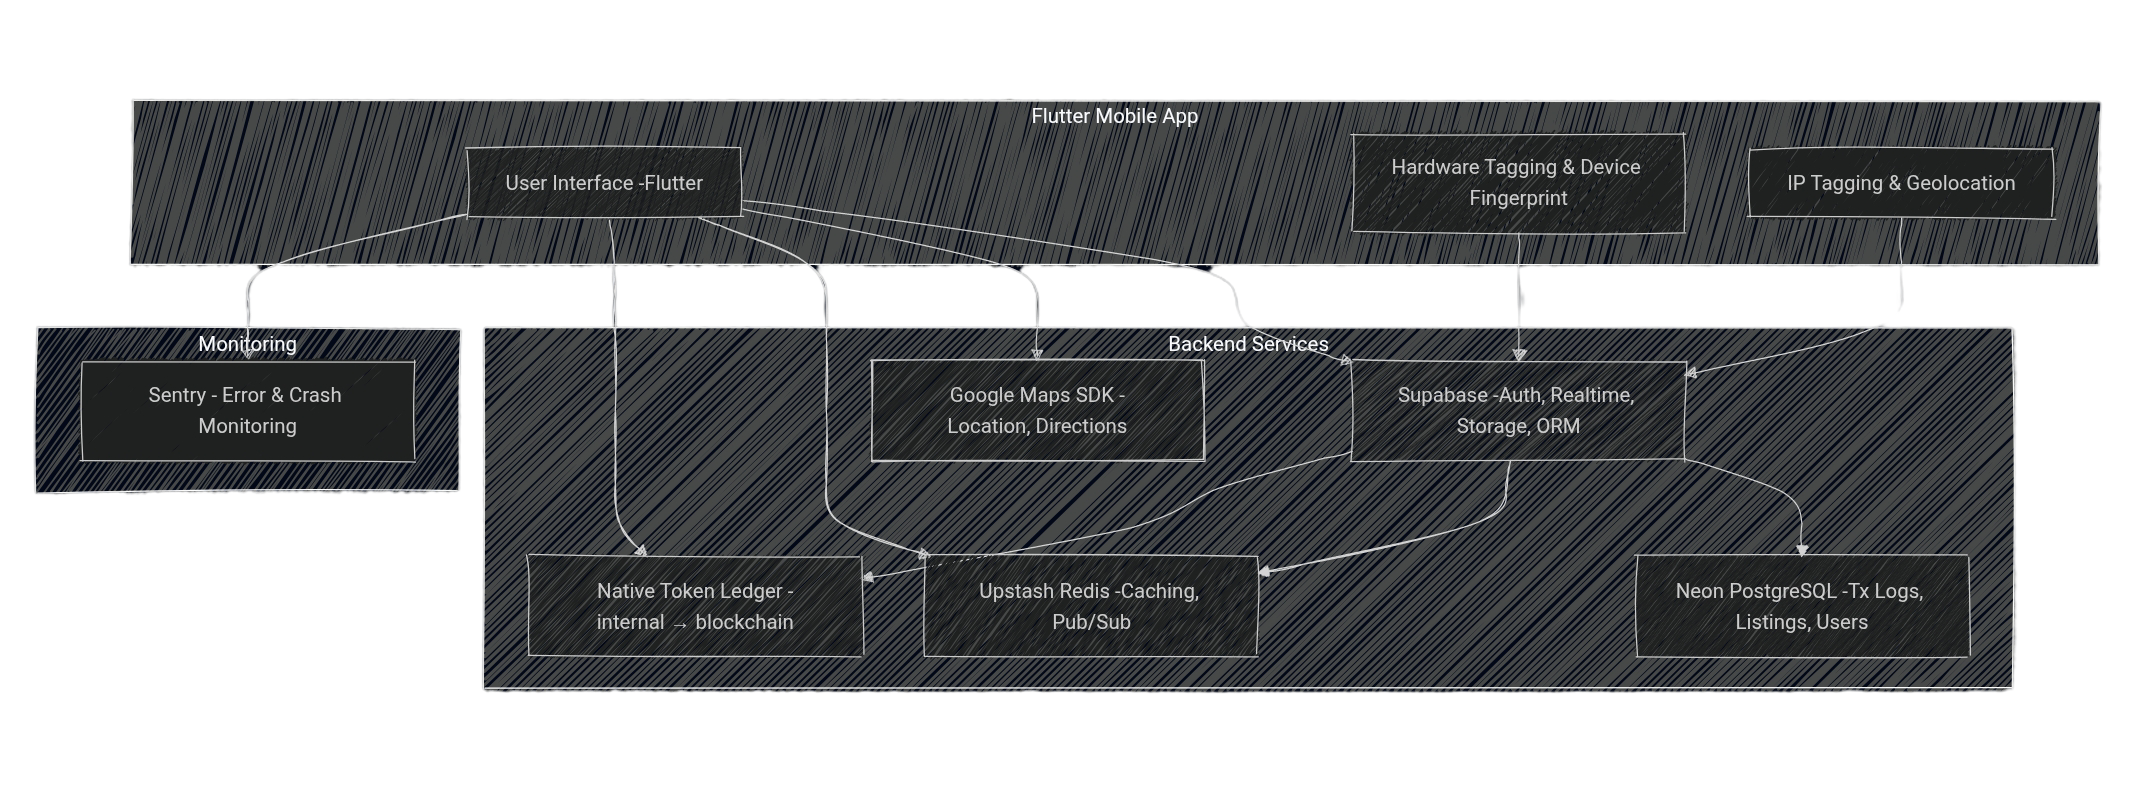 Flutter Mobile App
User Interface -Flutter
Hardware Tagging & Device
Fingerprint
IP Tagging & Geolocation
Monitoring
Sentry - Error & Crash
Monitoring
Backend Services
Google Maps SDK -
Location, Directions
Supabase -Auth, Realtime,
Storage, ORM
Native Token Ledger -
internal → blockchain
Upstash Redis -Caching,
Pub/Sub
Neon PostgreSQL -Tx Logs,
Listings, Users